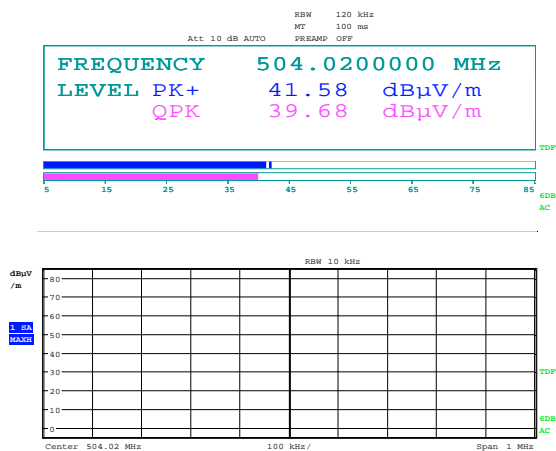 RBW 120 kHz
MT 100 ms
Att 10 dB AUTO PREAMP OFF
FREQUENCY 504.0200000 MHz
LEVEL PK+ 41.58 dBµV/m
QPK 39.68 dBµV/m
TDF
5 15 25 35 45 55 65 75 85
6DB
AC
RBW 10 kHz
dBµV
/m
80
70
60
1 SA
MAXH
50
40
30
TDF
20
10
6DB
0
AC
Center 504.02 MHz 100 kHz/ Span 1 MHz